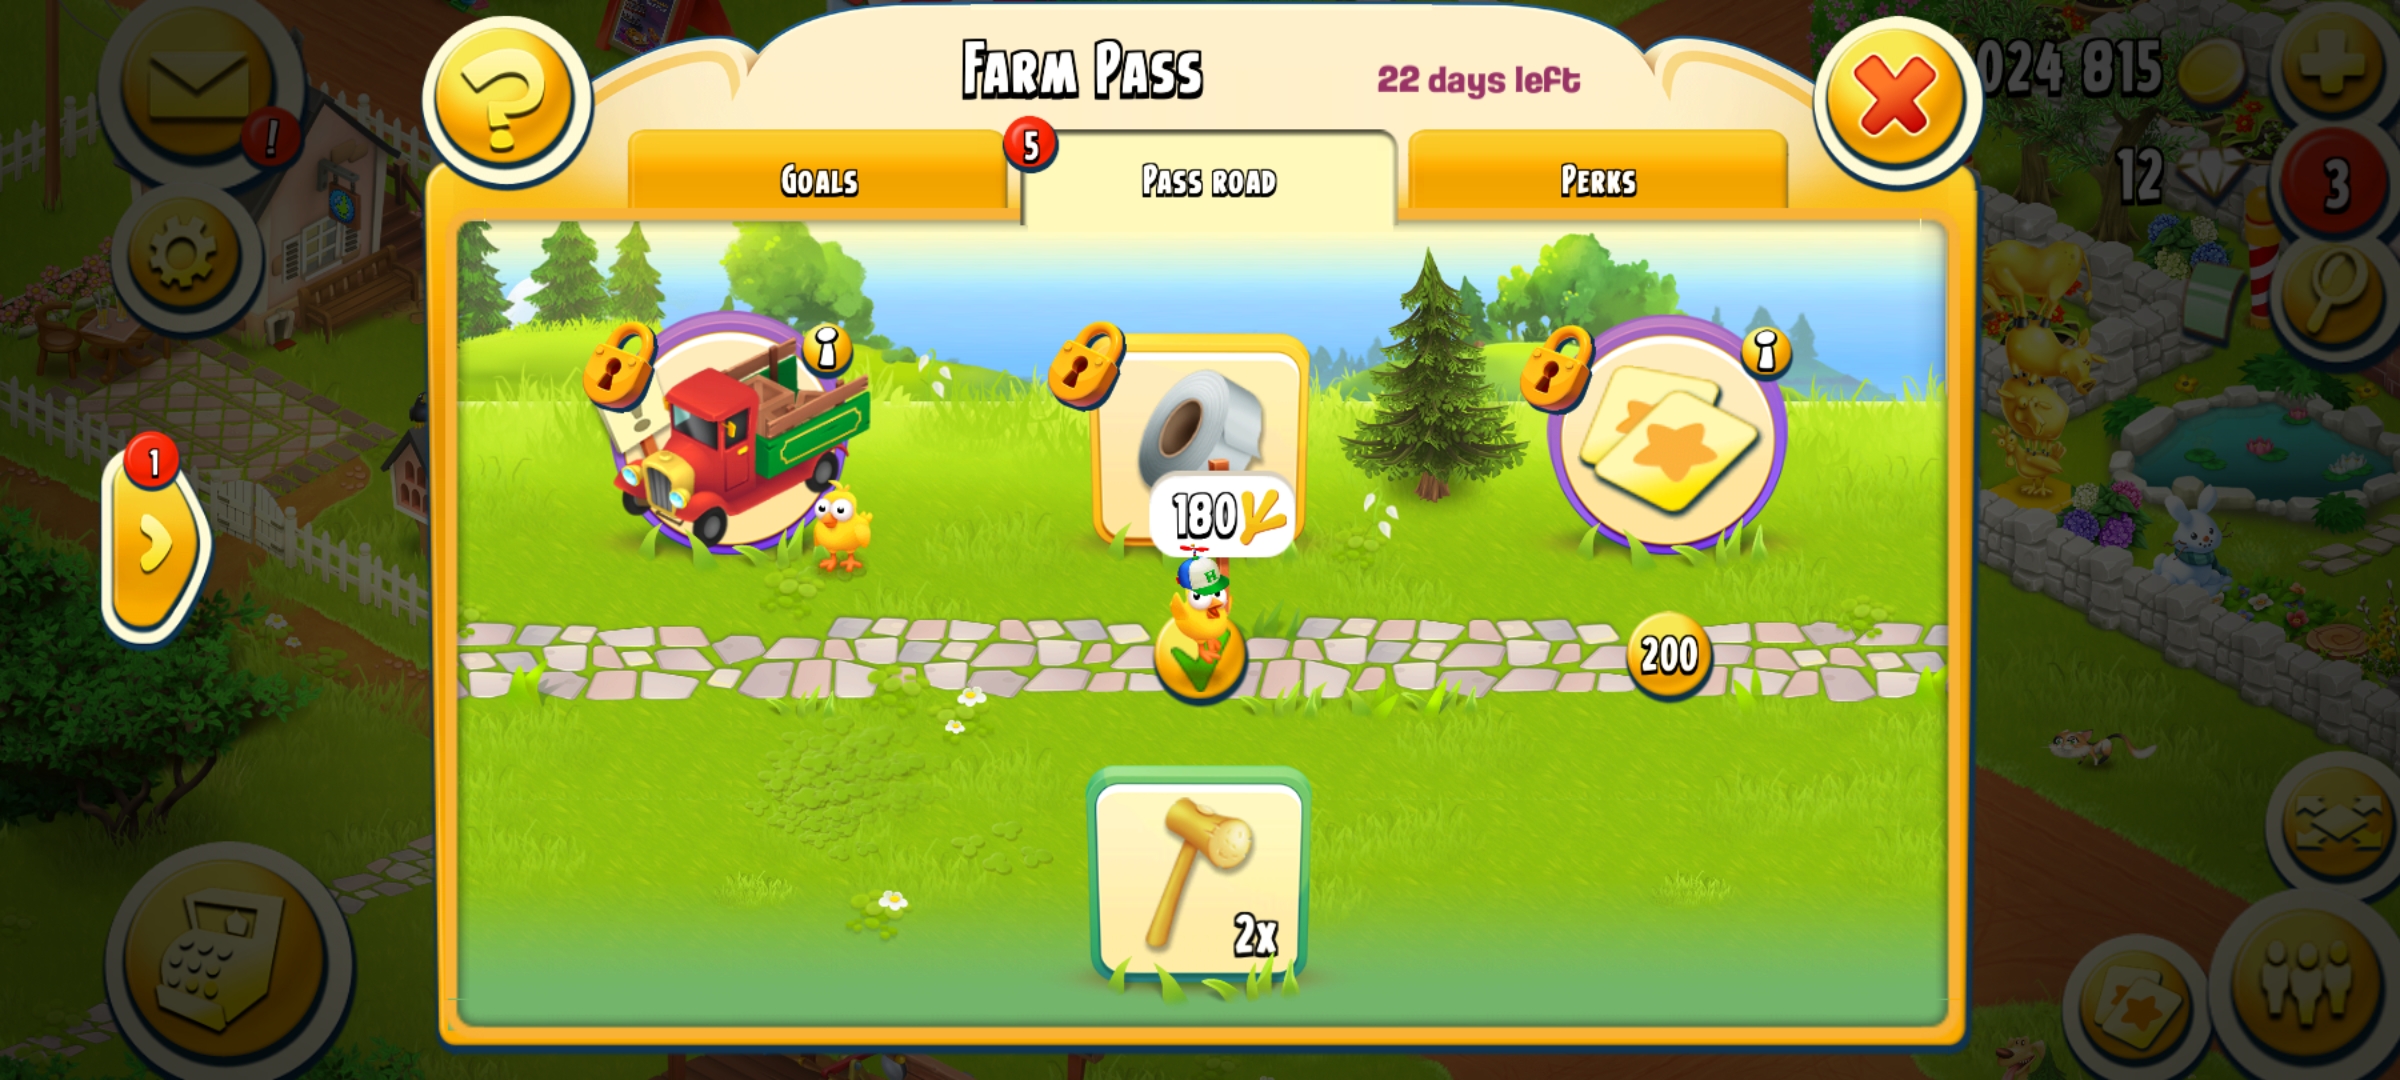 FARM PASS
22 days left
GOALS
5
PASS ROAD
PERKS
024 815
12
3
!
1
180
H
200
2x